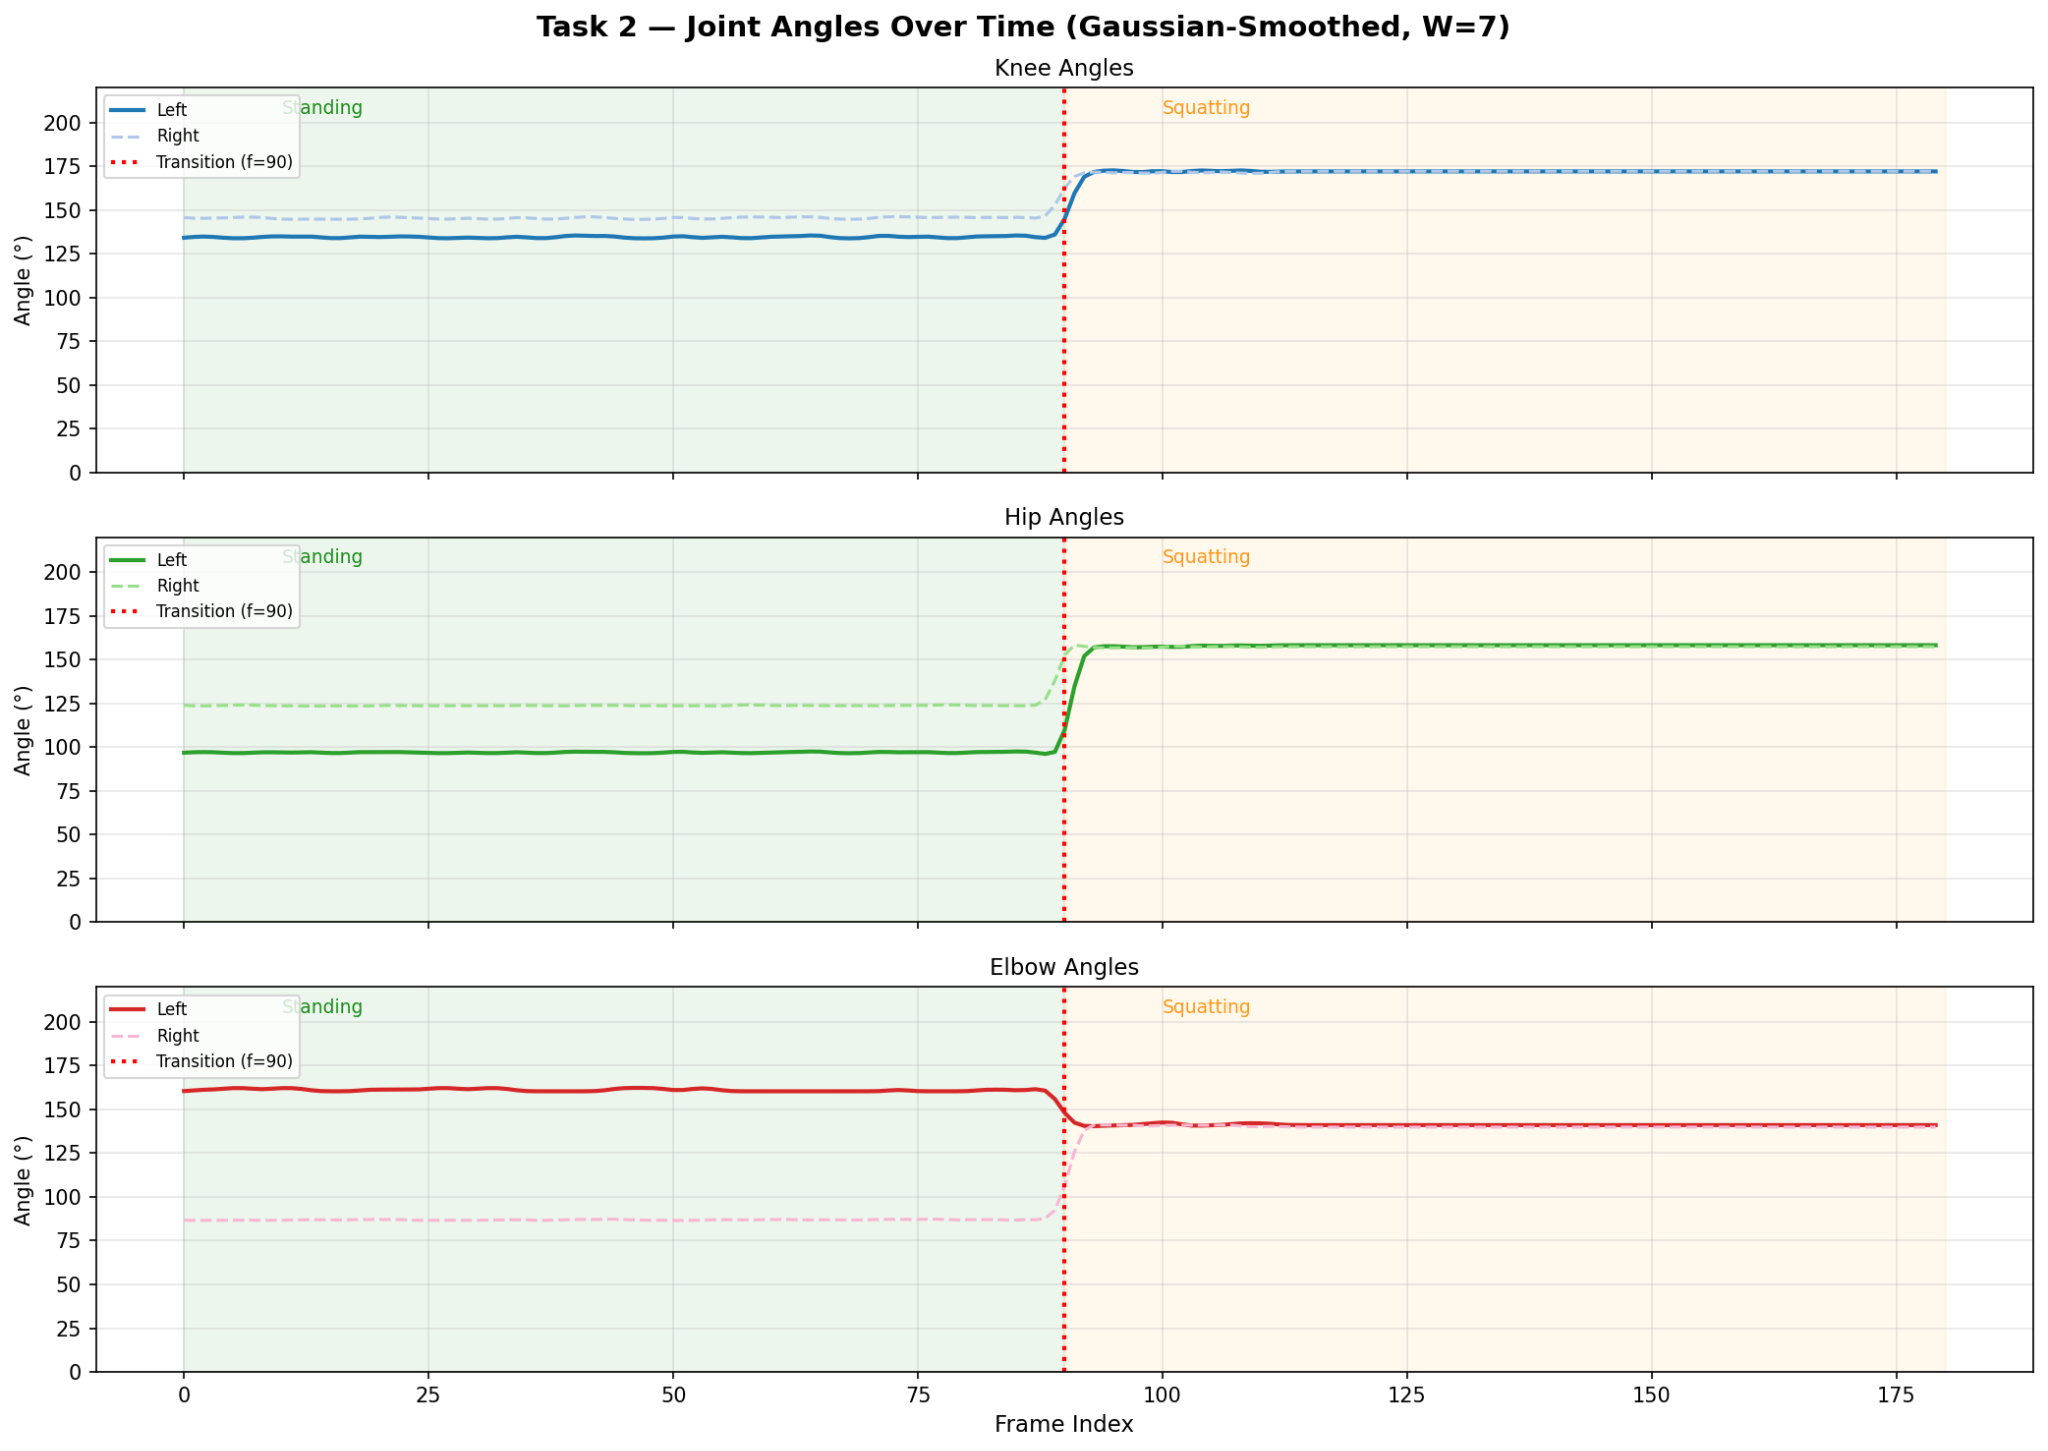 Task 2 — Joint Angles Over Time (Gaussian-Smoothed, W=7)
Knee Angles
Left
Right
Transition (f=90)
Standing
Squatting
Angle (°)
200
175
150
125
100
75
50
25
0
Hip Angles
Left
Right
Transition (f=90)
Standing
Squatting
Angle (°)
200
175
150
125
100
75
50
25
0
Elbow Angles
Left
Right
Transition (f=90)
Standing
Squatting
Angle (°)
200
175
150
125
100
75
50
25
0
0 25 50 75 100 125 150 175
Frame Index